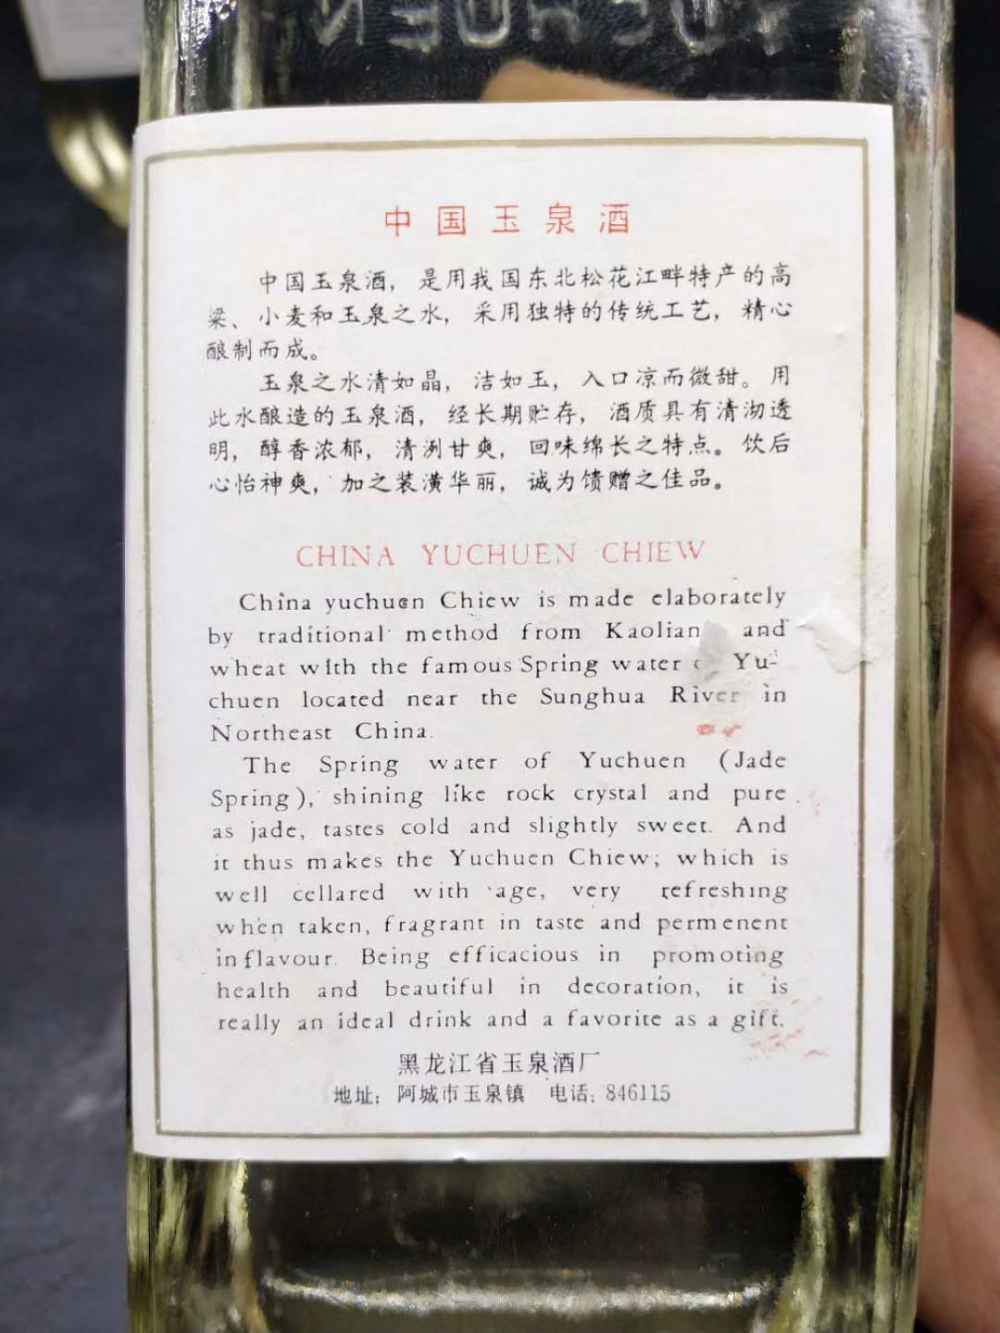 中国玉泉酒
中国玉泉酒，是用我国东北松花江畔特产的高
粱、小麦和玉泉之水，采用独特的传统工艺，精心
酿制而成。
玉泉之水清如晶，洁如玉，入口凉而微甜。用
此水酿造的玉泉酒，经长期贮存，酒质具有清沏透
明，醇香浓郁，清冽甘爽，回味绵长之特点。饮后
心怡神爽，加之装潢华丽，诚为馈赠之佳品。
CHINA YUCHUEN CHIEW
China yuchuen Chiew is made elaborately
by traditional method from Kaolian and
wheat with the famous Spring water Yu-
chuen located near the Sunghua River in
Northeast China.
The Spring water of Yuchuen (Jade
Spring), shining like rock crystal and pure
as jade, tastes cold and slightly sweet. And
it thus makes the Yuchuen Chiew; which is
well cellared with age, very refreshing
when taken, fragrant in taste and permenent
inflavour. Being efficacious in promoting
health and beautiful in decoration, it is
really an ideal drink and a favorite as a gift.
黑龙江省玉泉酒厂
地址：阿城市玉泉镇 电话：846115